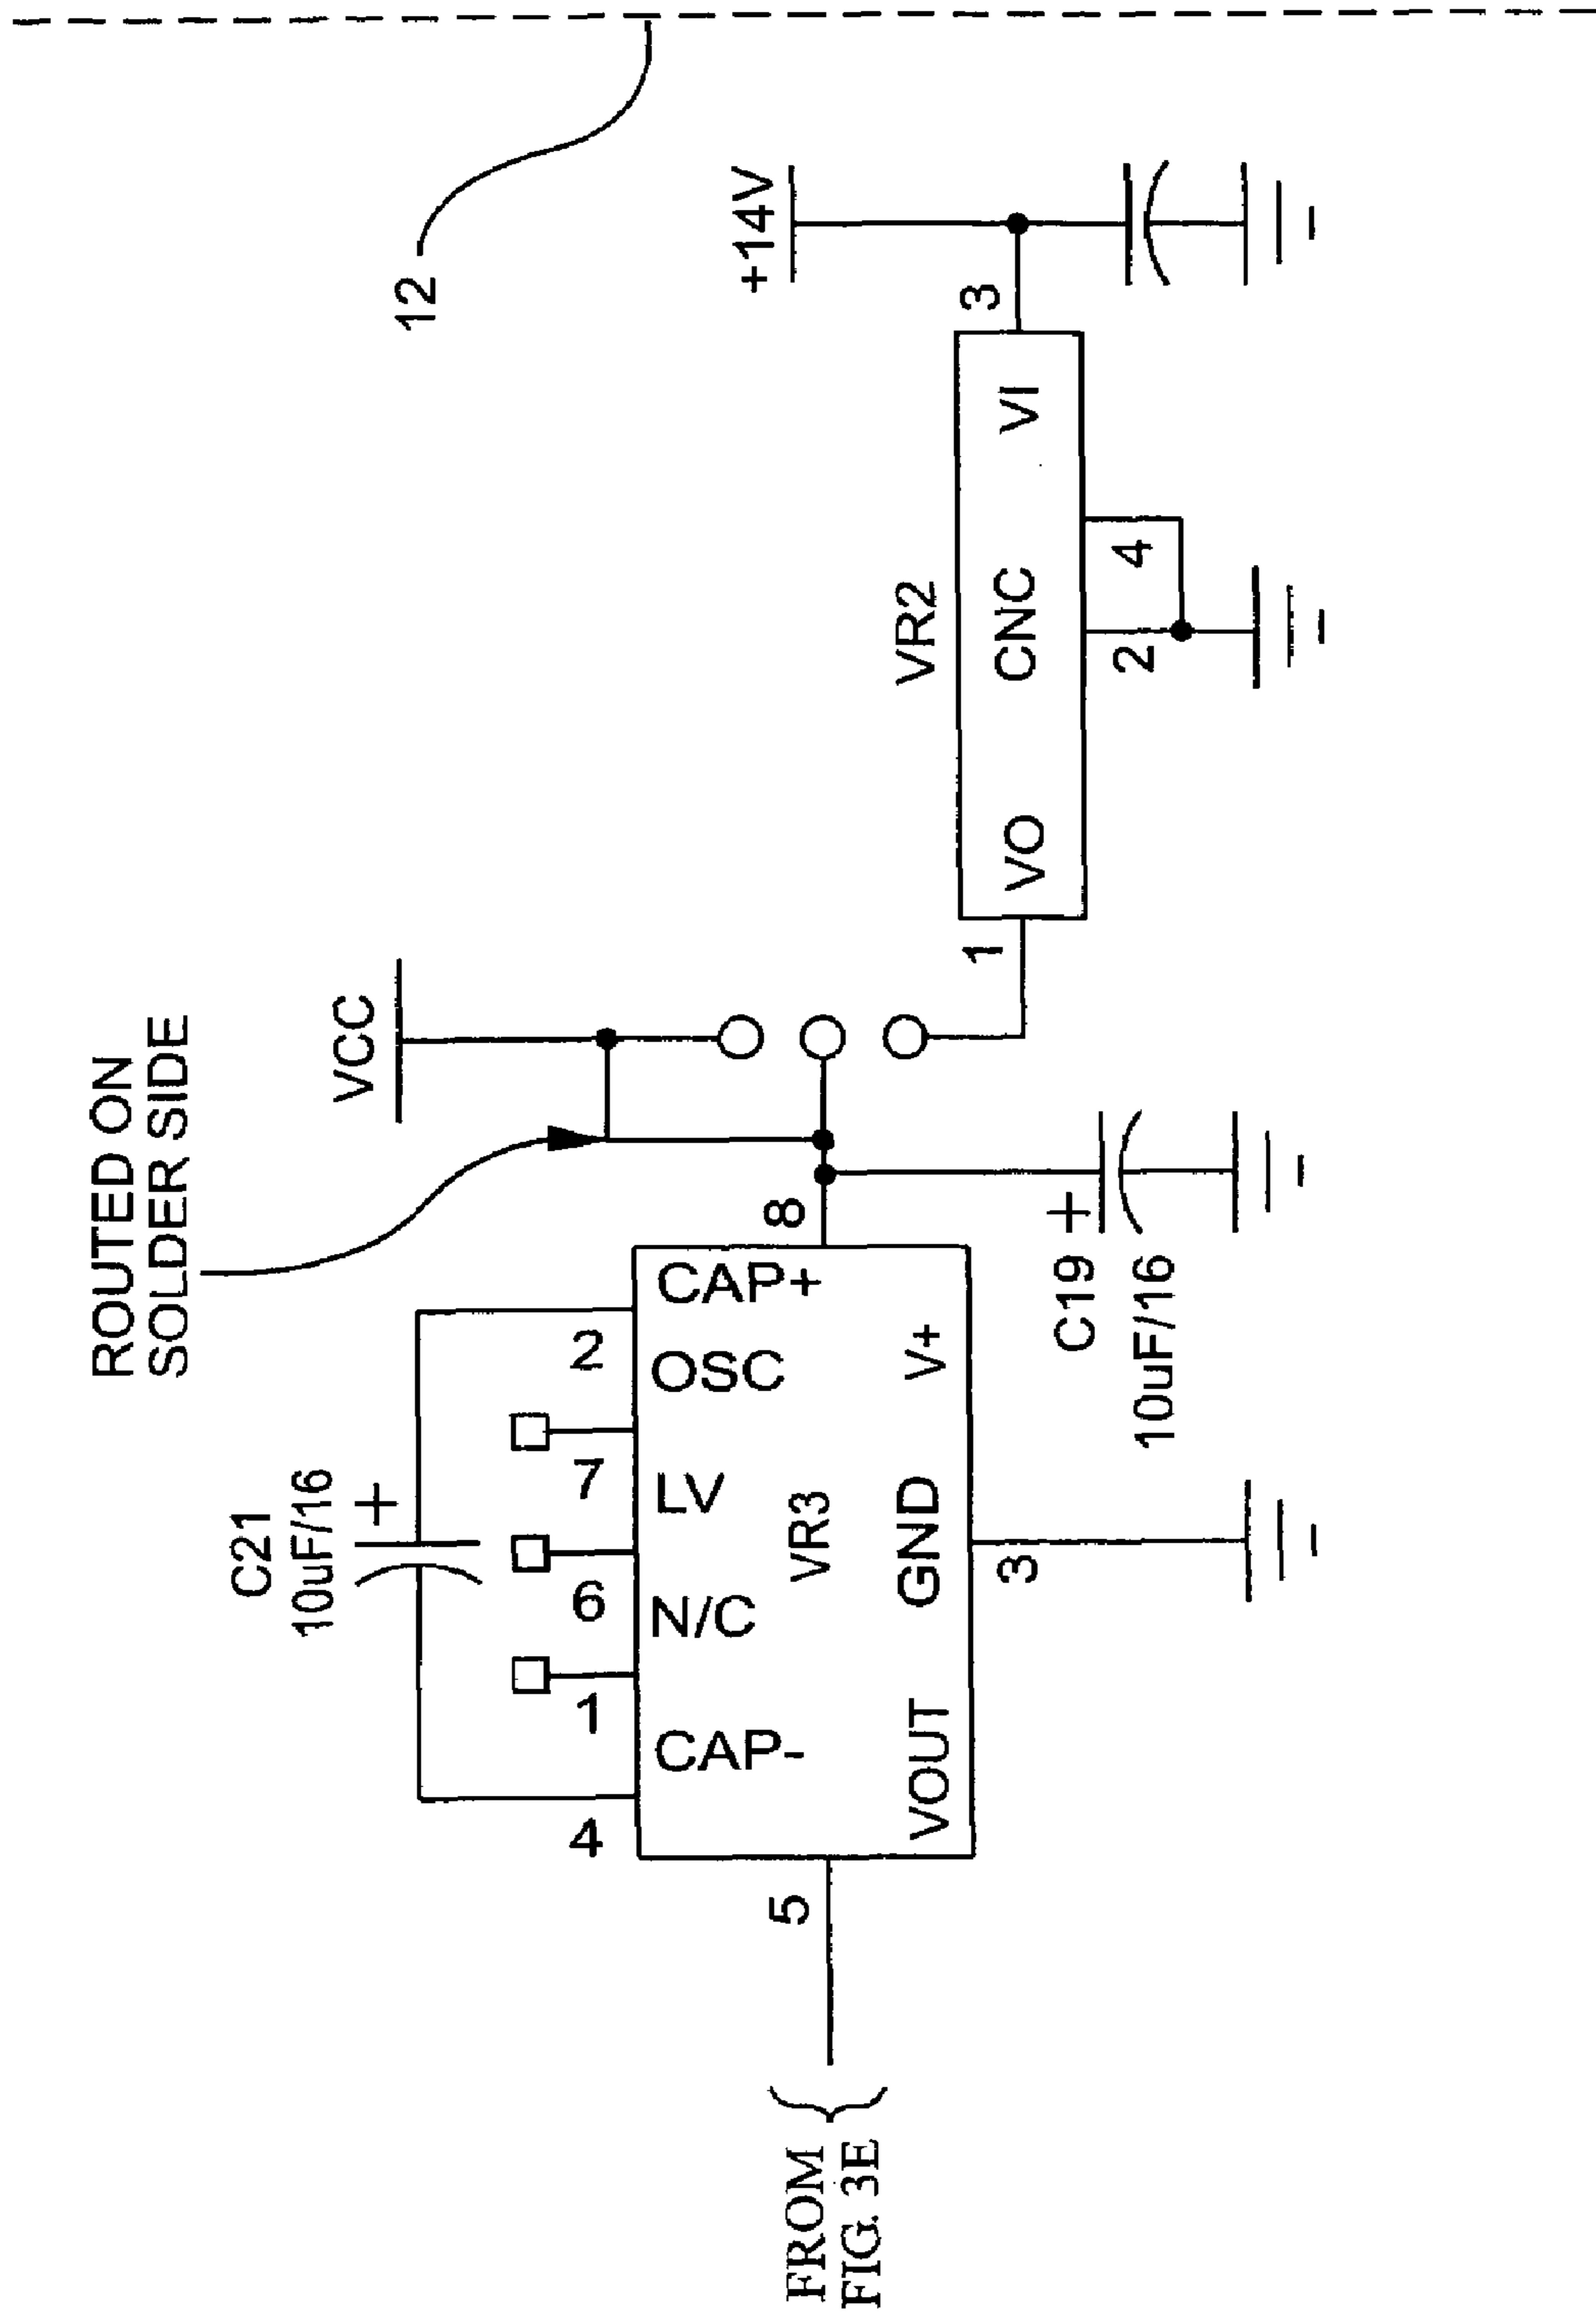 ROUTED ON
SOLDER SIDE
VCC
12
+14V
C21
10uF/16
+
2
7
6
1
4
CAP+
OSC
LV
N/C
CAP-
VR3
V+
GND
VOUT
8
3
5
+
C19
10uF/16
VR2
VO
CNC
VI
1
2
4
3
FROM
FIG. 3E